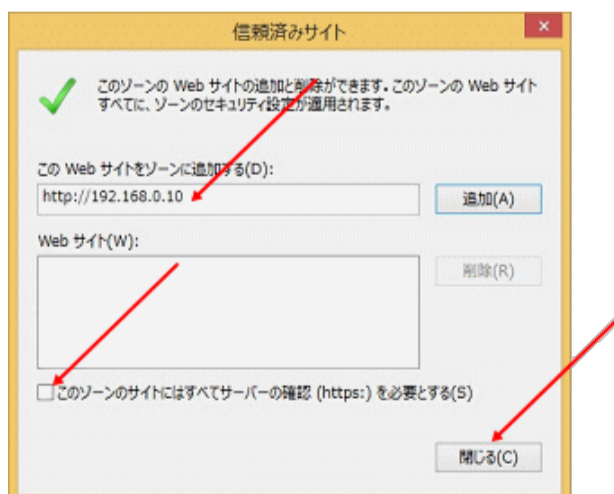 信頼済みサイト
このゾーンの Web サイトの追加と削除ができます。このゾーンの Web サイト
すべてに、ゾーンのセキュリティ設定が適用されます。
この Web サイトをゾーンに追加する(D):
http://192.168.0.10
追加(A)
Web サイト(W):
削除(R)
このゾーンのサイトにはすべてサーバーの確認 (https:) を必要とする(S)
閉じる(C)